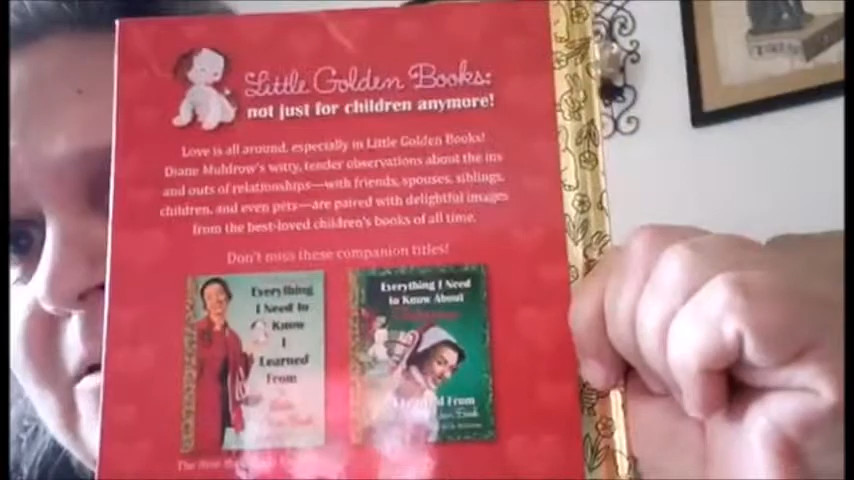 Little Golden Books:
not just for children anymore!
Love is all around, especially in Little Golden Books!
Diane Muldrow's witty, tender observations about the ins
and outs of relationships—with friends, spouses, siblings,
children, and even pets—are paired with delightful images
from the best-loved children's books of all time.
Don't miss these companion titles!
Everything
I Need
to Know
I
Learned
From
Everything I Need
to Know About
Christmas
I Learned From